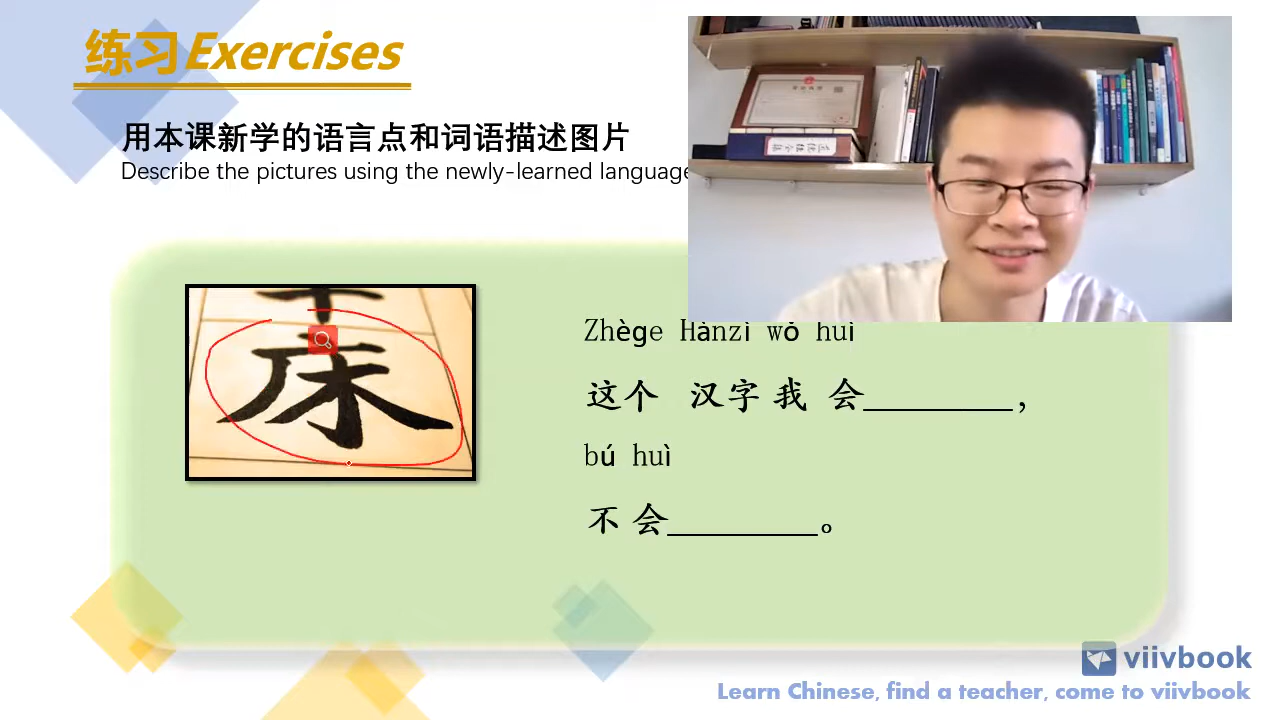 练习Exercises
用本课新学的语言点和词语描述图片
Describe the pictures using the newly-learned language
床
Zhège Hànzì wǒ huì
这个 汉字 我 会________，
bú huì
不 会________。
viivbook
Learn Chinese, find a teacher, come to viivbook